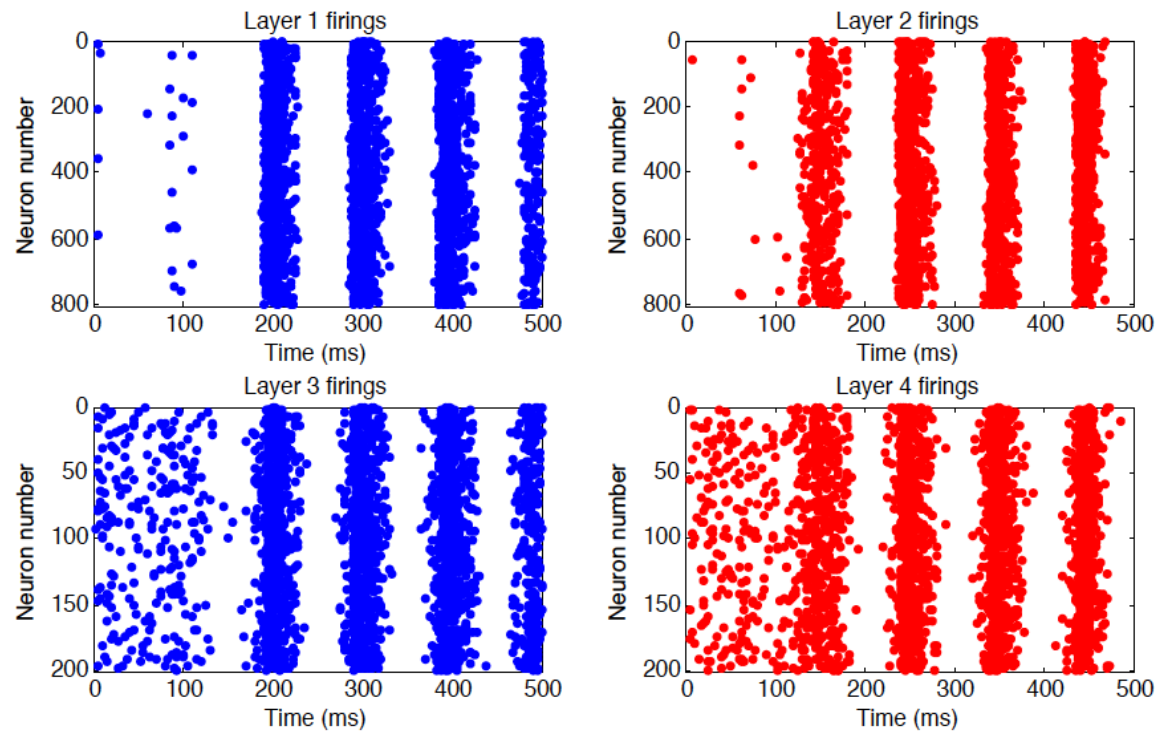 Layer 1 firings
Neuron number
0
200
400
600
800
0 100 200 300 400 500
Time (ms)
Layer 2 firings
Neuron number
0
200
400
600
800
0 100 200 300 400 500
Time (ms)
Layer 3 firings
Neuron number
0
50
100
150
200
0 100 200 300 400 500
Time (ms)
Layer 4 firings
Neuron number
0
50
100
150
200
0 100 200 300 400 500
Time (ms)